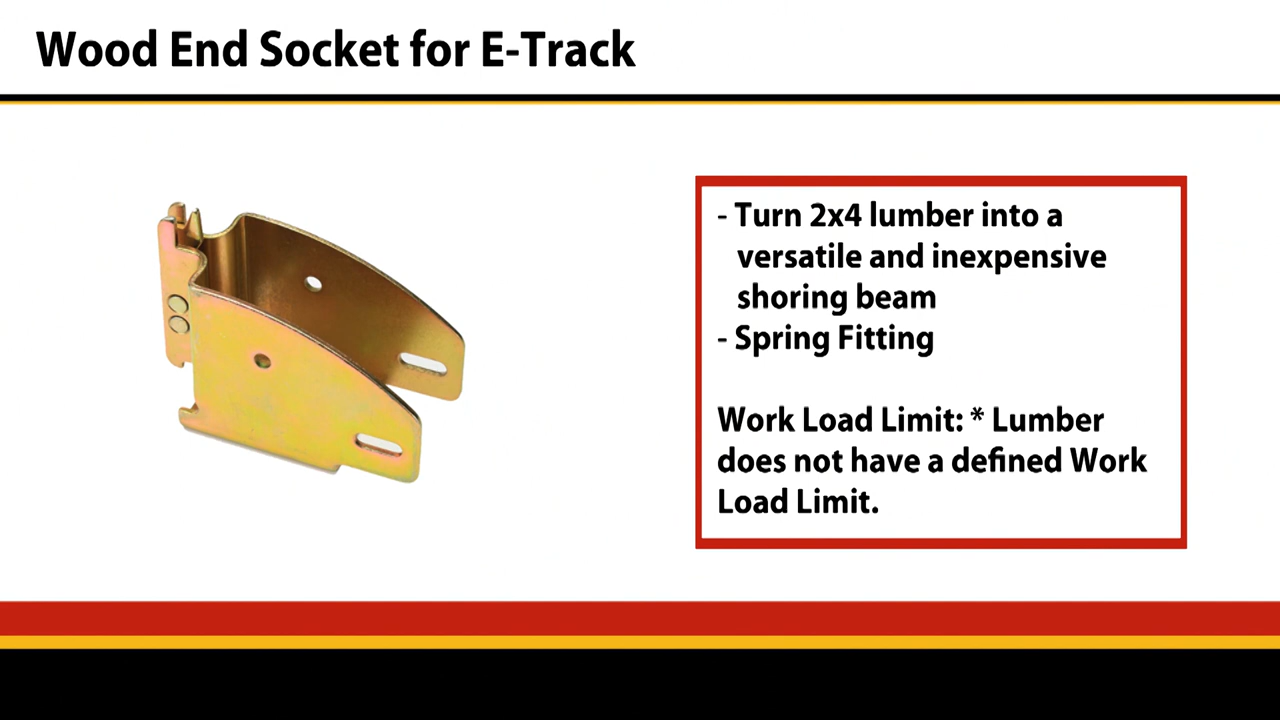 Wood End Socket for E-Track
- Turn 2x4 lumber into a
versatile and inexpensive
shoring beam
- Spring Fitting
Work Load Limit: * Lumber
does not have a defined Work
Load Limit.